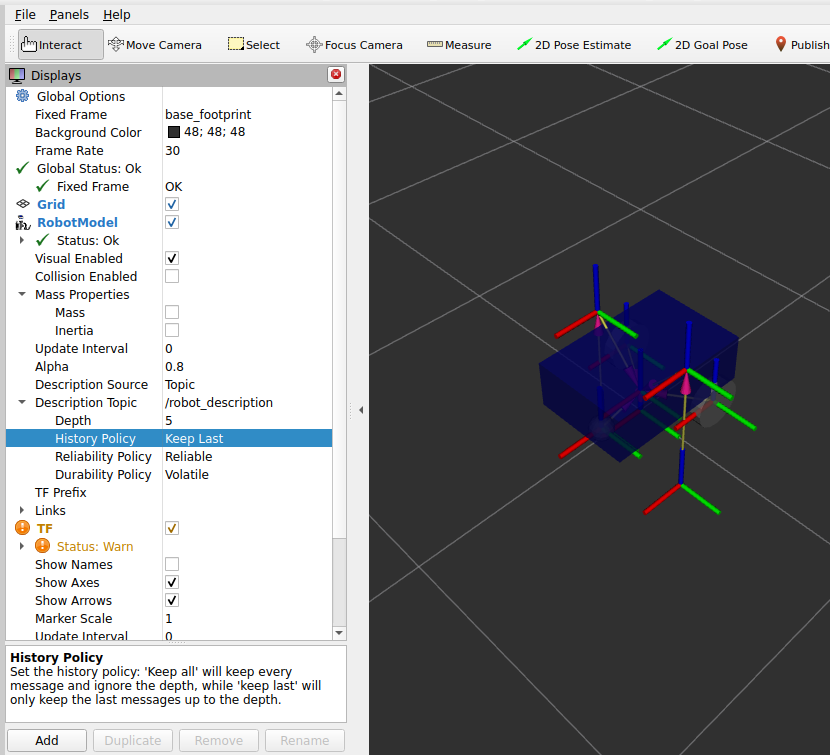 File Panels Help
Interact Move Camera Select Focus Camera Measure 2D Pose Estimate 2D Goal Pose Publish
Displays
Global Options
Fixed Frame base_footprint
Background Color 48; 48; 48
Frame Rate 30
Global Status: Ok
Fixed Frame OK
Grid
RobotModel
Status: Ok
Visual Enabled
Collision Enabled
Mass Properties
Mass
Inertia
Update Interval 0
Alpha 0.8
Description Source Topic
Description Topic /robot_description
Depth 5
History Policy Keep Last
Reliability Policy Reliable
Durability Policy Volatile
TF Prefix
Links
TF
Status: Warn
Show Names
Show Axes
Show Arrows
Marker Scale 1
Update Interval 0
History Policy
Set the history policy: 'Keep all' will keep every
message and ignore the depth, while 'keep last' will
only keep the last messages up to the depth.
Add Duplicate Remove Rename